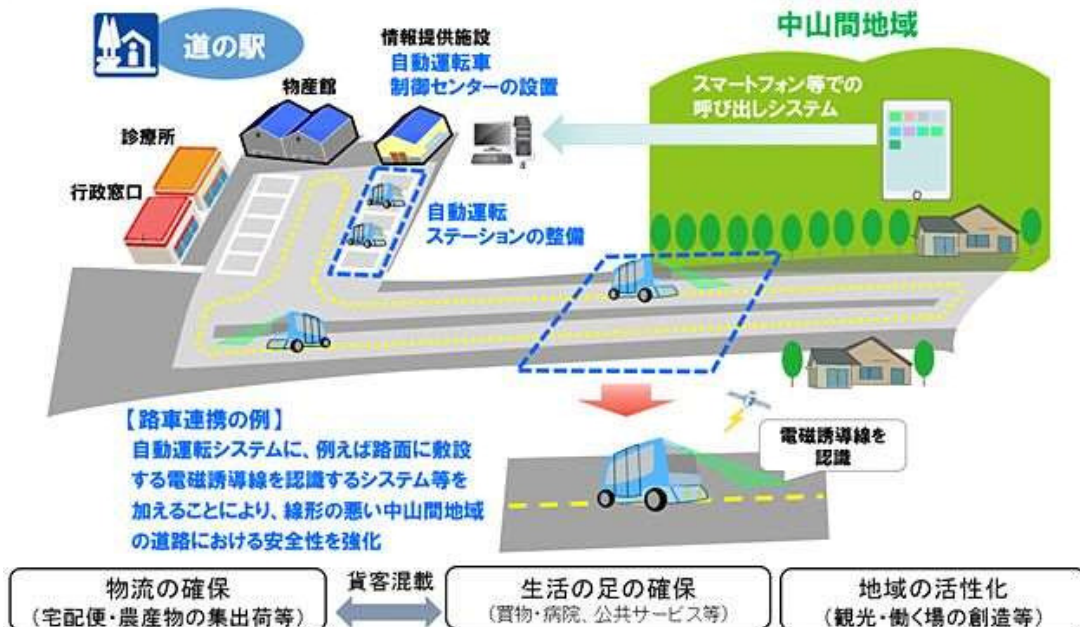 道の駅
情報提供施設
自動運転車
制御センターの設置
物産館
診療所
行政窓口
自動運転
ステーションの整備
中山間地域
スマートフォン等での
呼び出しシステム
【路車連携の例】
自動運転システムに、例えば路面に敷設
する電磁誘導線を認識するシステム等を
加えることにより、線形の悪い中山間地域
の道路における安全性を強化
電磁誘導線を
認識
物流の確保
(宅配便・農産物の集出荷等)
貨客混載
生活の足の確保
(買物・病院、公共サービス等)
地域の活性化
(観光・働く場の創造等)